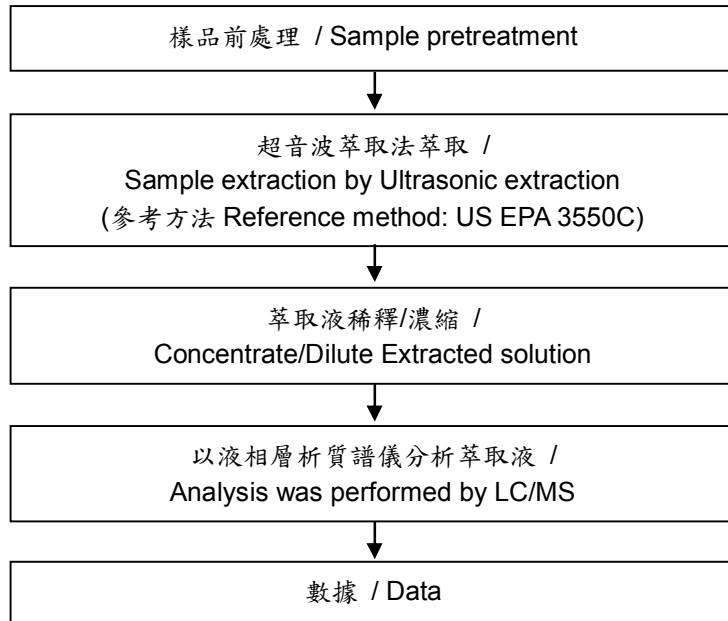 樣品前處理 / Sample pretreatment
超音波萃取法萃取 /
Sample extraction by Ultrasonic extraction
(參考方法 Reference method: US EPA 3550C)
萃取液稀釋/濃縮 /
Concentrate/Dilute Extracted solution
以液相層析質譜儀分析萃取液 /
Analysis was performed by LC/MS
數據 / Data